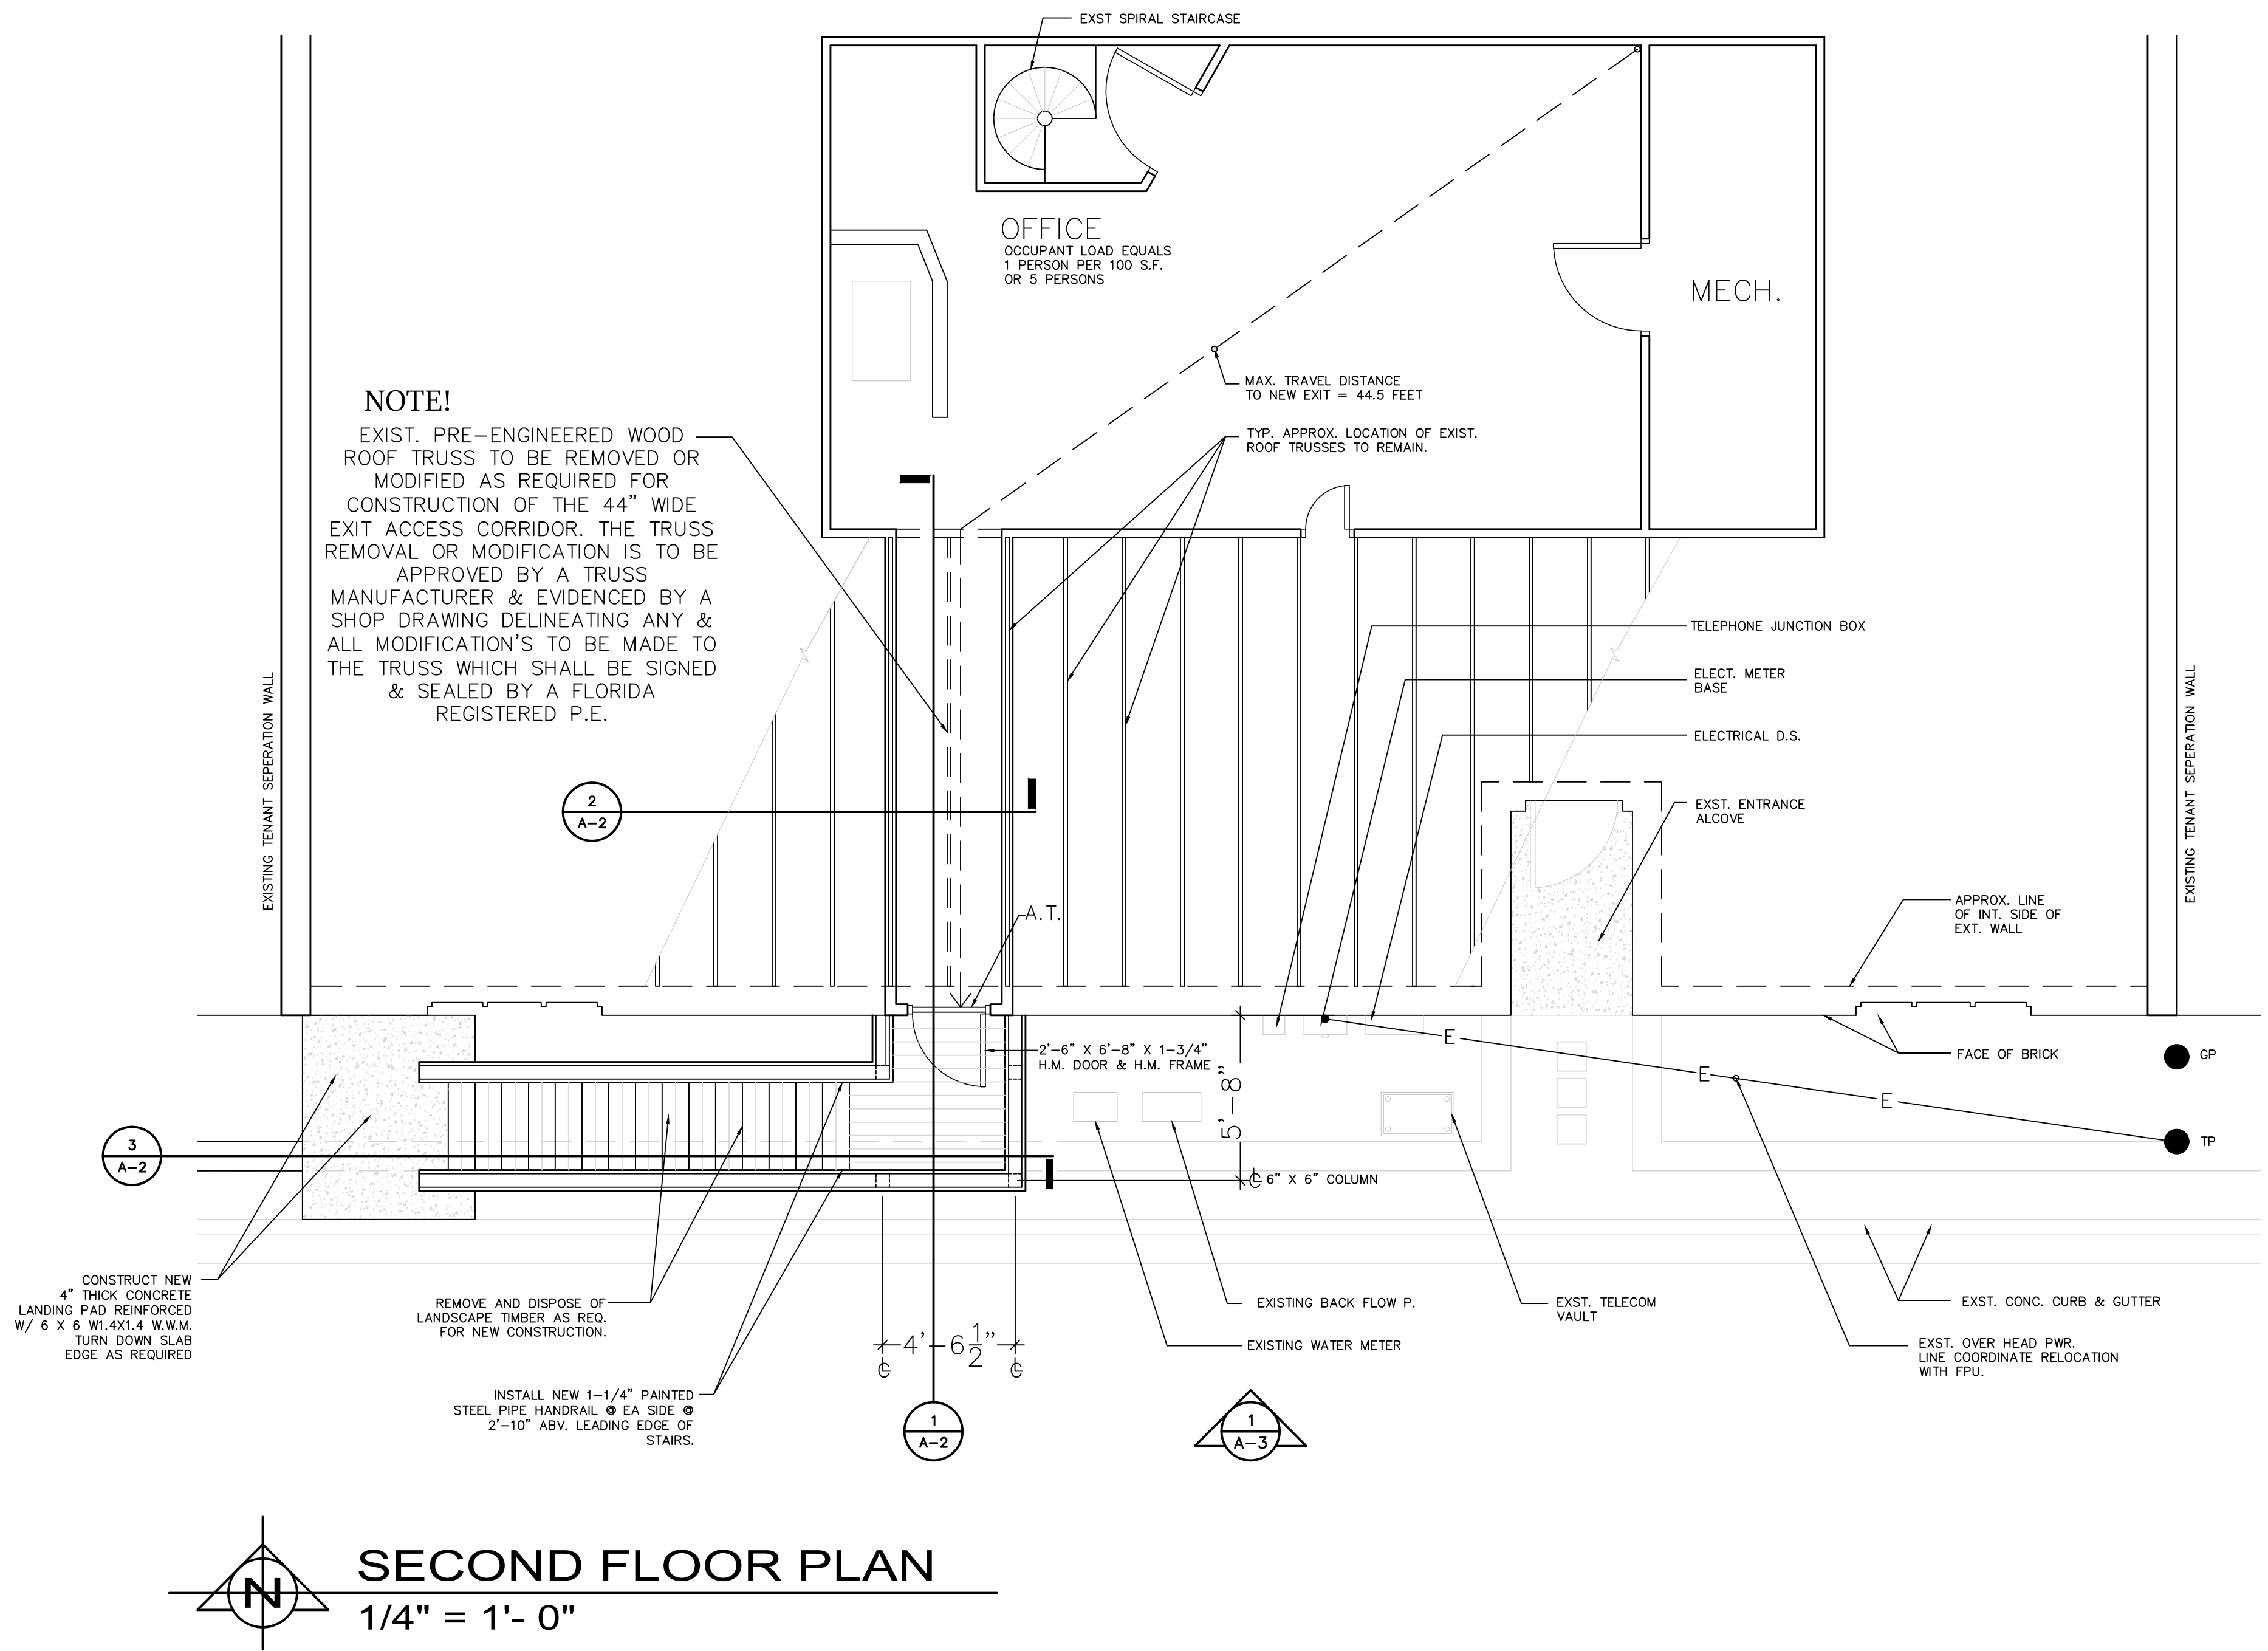 EXST SPIRAL STAIRCASE
OFFICE
OCCUPANT LOAD EQUALS
1 PERSON PER 100 S.F.
OR 5 PERSONS
MECH.
MAX. TRAVEL DISTANCE
TO NEW EXIT = 44.5 FEET
TYP. APPROX. LOCATION OF EXIST.
ROOF TRUSSES TO REMAIN.
NOTE!
EXIST. PRE-ENGINEERED WOOD
ROOF TRUSS TO BE REMOVED OR
MODIFIED AS REQUIRED FOR
CONSTRUCTION OF THE 44" WIDE
EXIT ACCESS CORRIDOR. THE TRUSS
REMOVAL OR MODIFICATION IS TO BE
APPROVED BY A TRUSS
MANUFACTURER & EVIDENCED BY A
SHOP DRAWING DELINEATING ANY &
ALL MODIFICATION'S TO BE MADE TO
THE TRUSS WHICH SHALL BE SIGNED
& SEALED BY A FLORIDA
REGISTERED P.E.
TELEPHONE JUNCTION BOX
ELECT. METER
BASE
ELECTRICAL D.S.
EXST. ENTRANCE
ALCOVE
EXISTING TENANT SEPERATION WALL
EXISTING TENANT SEPERATION WALL
2
A-2
A.T.
APPROX. LINE
OF INT. SIDE OF
EXT. WALL
2'-6" X 6'-8" X 1-3/4"
H.M. DOOR & H.M. FRAME
5'-8"
E
E
E
FACE OF BRICK
GP
TP
3
A-2
℄ 6" X 6" COLUMN
CONSTRUCT NEW
4" THICK CONCRETE
LANDING PAD REINFORCED
W/ 6 X 6 W1.4X1.4 W.W.M.
TURN DOWN SLAB
EDGE AS REQUIRED
REMOVE AND DISPOSE OF
LANDSCAPE TIMBER AS REQ.
FOR NEW CONSTRUCTION.
INSTALL NEW 1-1/4" PAINTED
STEEL PIPE HANDRAIL @ EA SIDE @
2'-10" ABV. LEADING EDGE OF
STAIRS.
4'-6 1/2"
℄
℄
EXISTING BACK FLOW P.
EXISTING WATER METER
EXST. TELECOM
VAULT
EXST. CONC. CURB & GUTTER
EXST. OVER HEAD PWR.
LINE COORDINATE RELOCATION
WITH FPU.
1
A-2
1
A-3
N
SECOND FLOOR PLAN
1/4" = 1'- 0"